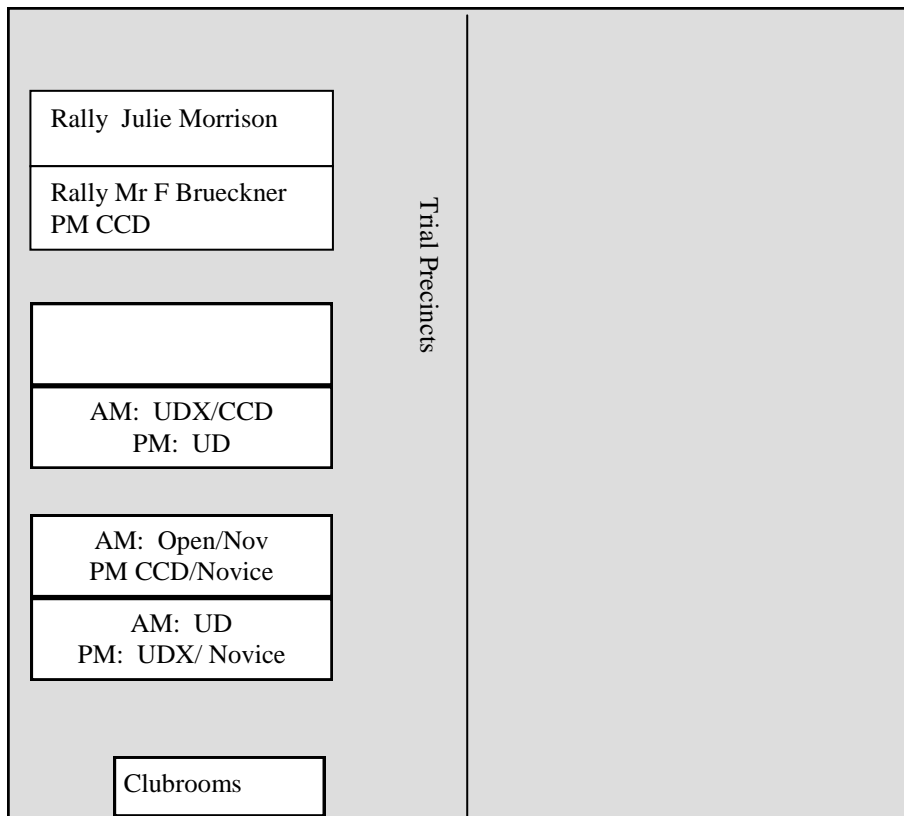 Rally  Julie Morrison
Rally Mr F Brueckner
PM CCD
Trial Precincts
AM:  UDX/CCD
PM:  UD
AM:  Open/Nov
PM CCD/Novice
AM:  UD
PM:  UDX/ Novice
Clubrooms